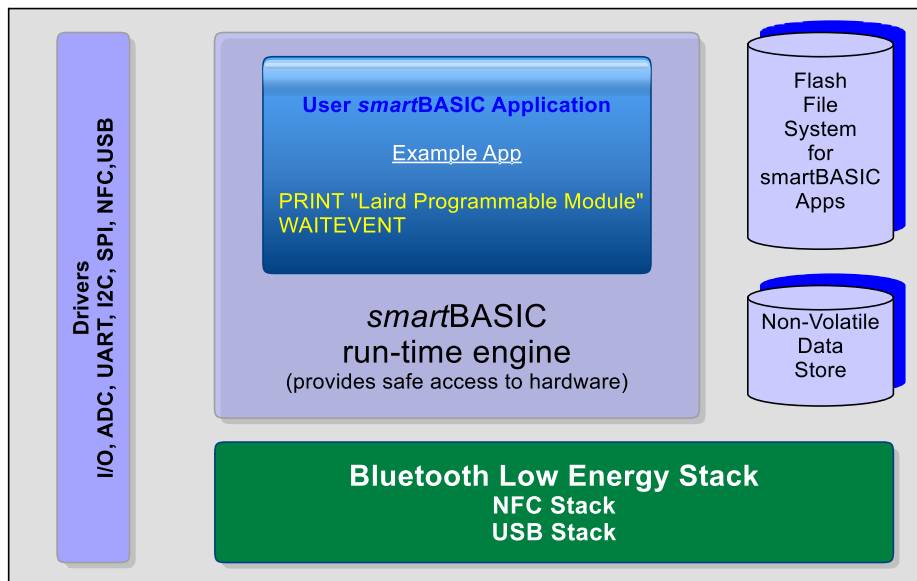 Drivers
I/O, ADC, UART, I2C, SPI, NFC,USB
User smartBASIC Application
Example App
PRINT "Laird Programmable Module"
WAITEVENT
smartBASIC
run-time engine
(provides safe access to hardware)
Flash
File
System
for
smartBASIC
Apps
Non-Volatile
Data
Store
Bluetooth Low Energy Stack
NFC Stack
USB Stack